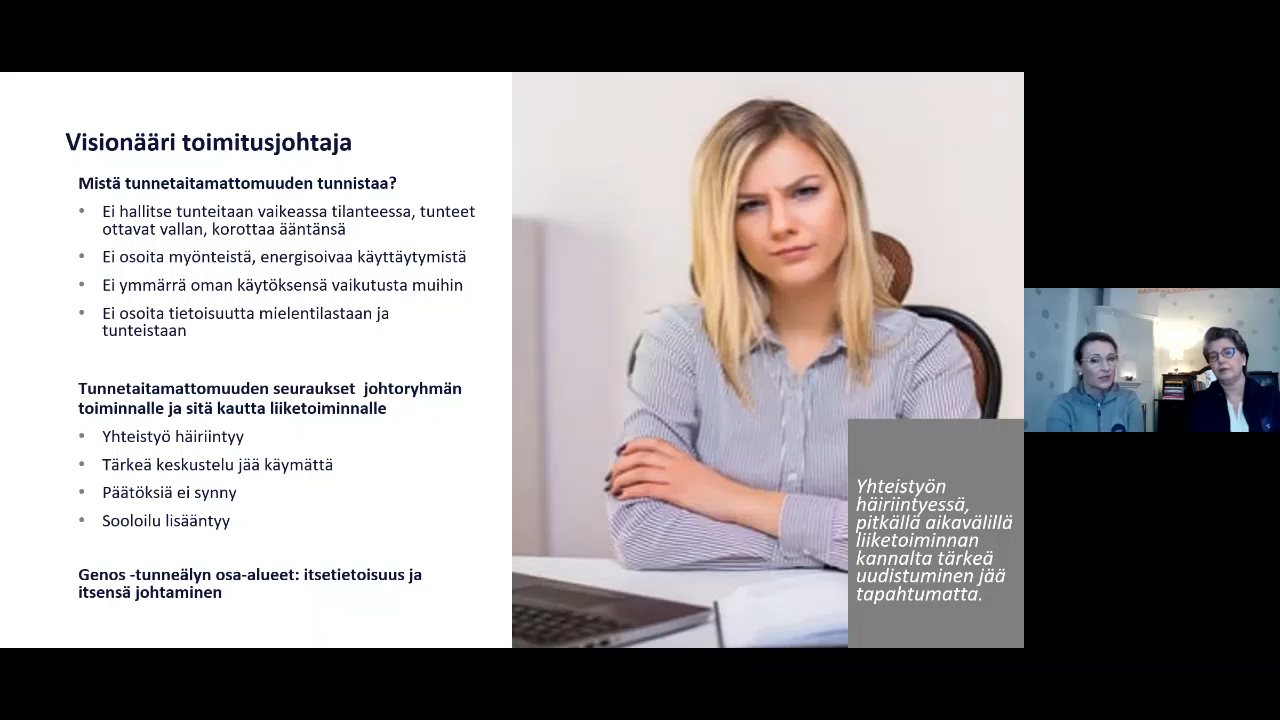 Visionääri toimitusjohtaja
Mistä tunnetaitamattomuuden tunnistaa?
• Ei hallitse tunteitaan vaikeassa tilanteessa, tunteet
ottavat vallan, korottaa ääntänsä
• Ei osoita myönteistä, energisoivaa käyttäytymistä
• Ei ymmärrä oman käytöksensä vaikutusta muihin
• Ei osoita tietoisuutta mielentilastaan ja
tunteistaan
Tunnetaitamattomuuden seuraukset johtoryhmän
toiminnalle ja sitä kautta liiketoiminnalle
• Yhteistyö häiriintyy
• Tärkeä keskustelu jää käymättä
• Päätöksiä ei synny
• Sooloilu lisääntyy
Genos -tunneälyn osa-alueet: itsetietoisuus ja
itsensä johtaminen
Yhteistyön
häiriintyessä,
pitkällä aikavälillä
liiketoiminnan
kannalta tärkeä
uudistuminen jää
tapahtumatta.